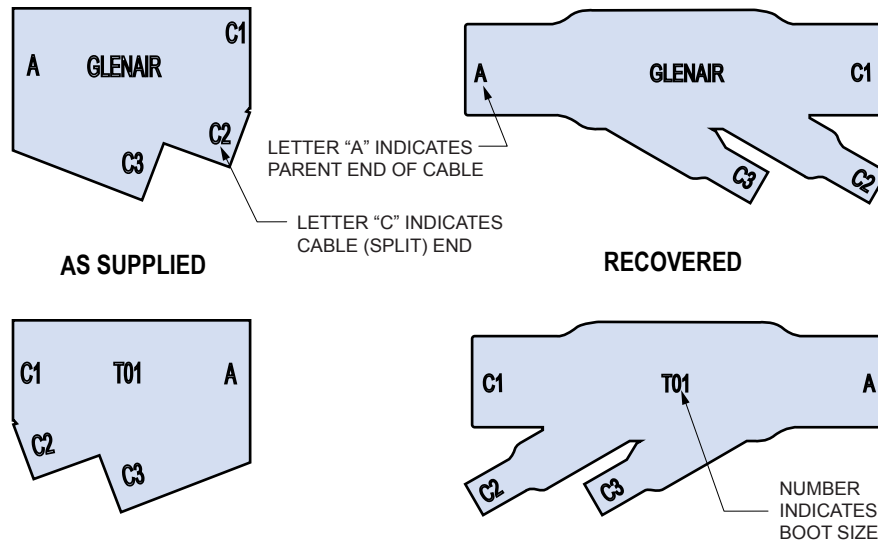 A
GLENAIR
C1
C2
C3
LETTER “A” INDICATES
PARENT END OF CABLE
LETTER “C” INDICATES
CABLE (SPLIT) END
AS SUPPLIED
A
GLENAIR
C1
C3
C2
RECOVERED
C1
T01
A
C2
C3
C1
T01
A
C2
C3
NUMBER
INDICATES
BOOT SIZE